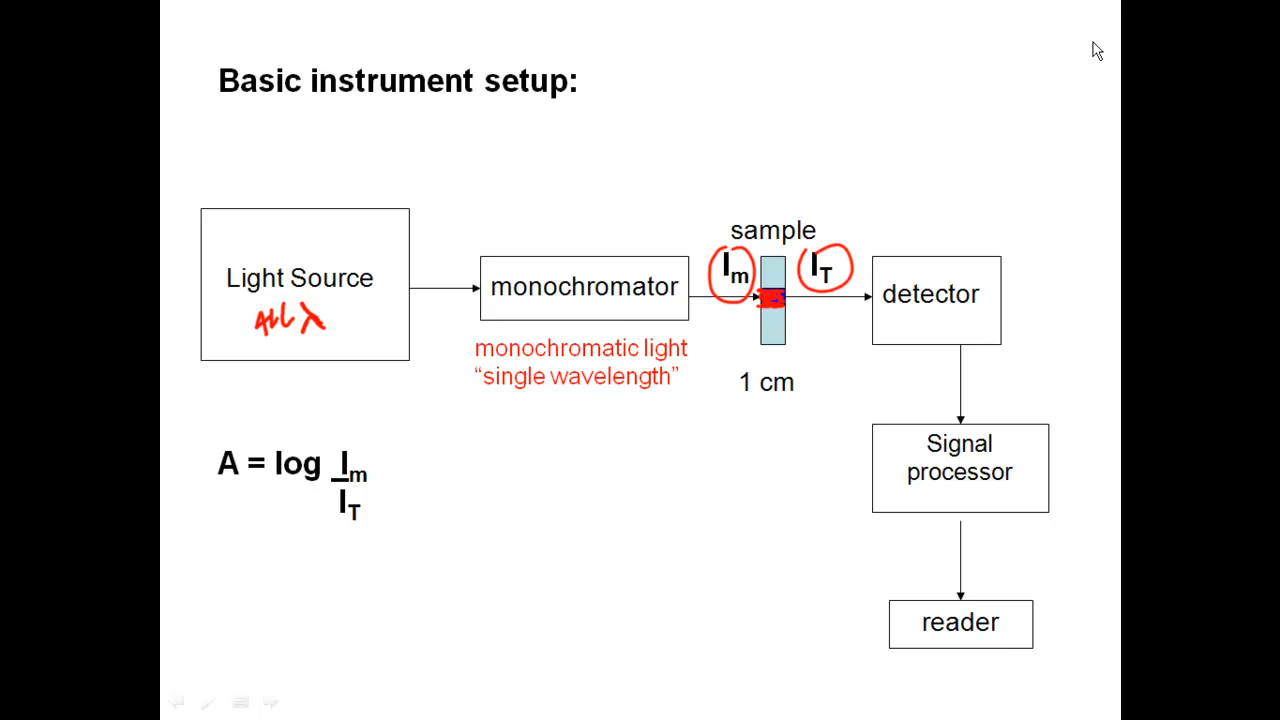 Basic instrument setup:
sample
Light Source
ALL λ
monochromator
Im
IT
detector
monochromatic light
“single wavelength”
1 cm
A = log Im
IT
Signal
processor
reader